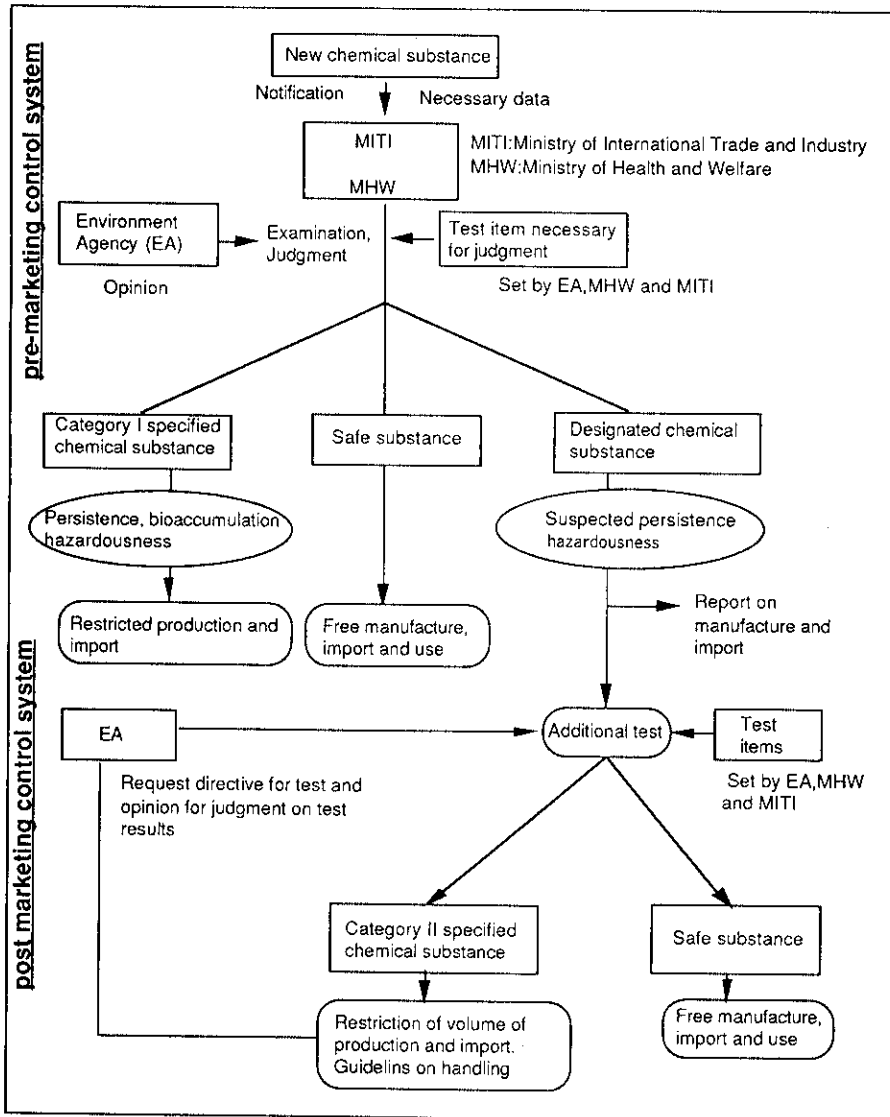 pre-marketing control system
New chemical substance
Notification
Necessary data
MITI
MHW
MITI:Ministry of International Trade and Industry
MHW:Ministry of Health and Welfare
Environment
Agency (EA)
Opinion
Examination,
Judgment
Test item necessary
for judgment
Set by EA,MHW and MITI
Category I specified
chemical substance
Safe substance
Designated chemical
substance
Persistence, bioaccumulation
hazardousness
Suspected persistence
hazardousness
Restricted production and
import
Free manufacture,
import and use
Report on
manufacture and
import
post marketing control system
EA
Request directive for test and
opinion for judgment on test
results
Additional test
Test
items
Set by EA,MHW
and MITI
Category II specified
chemical substance
Safe substance
Restriction of volume of
production and import.
Guidelins on handling
Free manufacture,
import and use